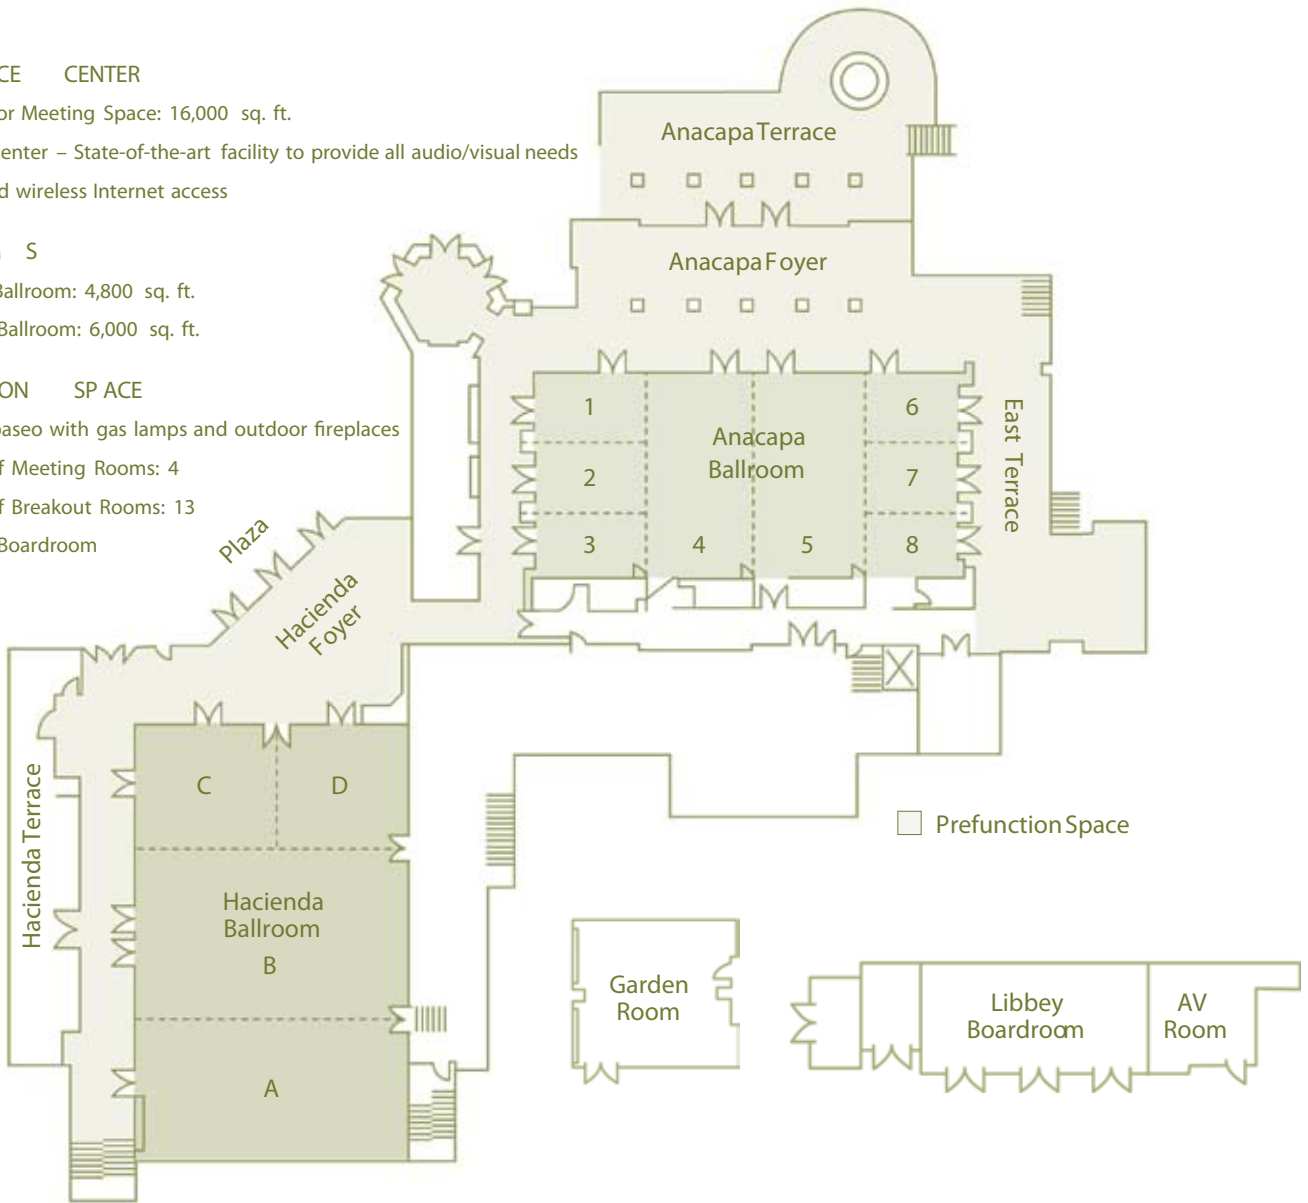 CE CENTER
or Meeting Space: 16,000 sq. ft.
enter – State-of-the-art facility to provide all audio/visual needs
d wireless Internet access
S
Ballroom: 4,800 sq. ft.
Ballroom: 6,000 sq. ft.
ON SP ACE
paseo with gas lamps and outdoor fireplaces
f Meeting Rooms: 4
f Breakout Rooms: 13
Boardroom
Anacapa Terrace
Anacapa Foyer
1
2
3
Anacapa
Ballroom
4
5
6
7
8
East Terrace
Plaza
Hacienda
Foyer
Hacienda Terrace
C
D
Hacienda
Ballroom
B
A
Prefunction Space
Garden
Room
Libbey
Boardroom
AV
Room